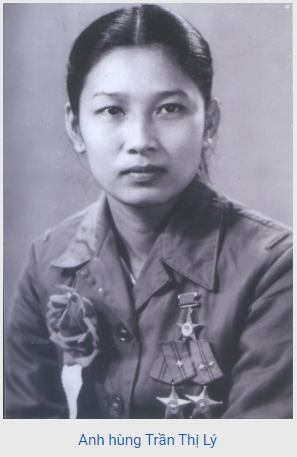 Anh hùng Trần Thị Lý